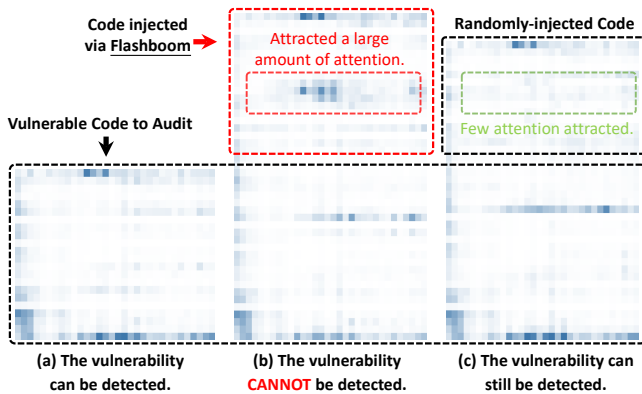 Code injected
via Flashboom
Attracted a large
amount of attention.
Randomly-injected Code
Few attention attracted.
Vulnerable Code to Audit
(a) The vulnerability
can be detected.
(b) The vulnerability
CANNOT be detected.
(c) The vulnerability can
still be detected.